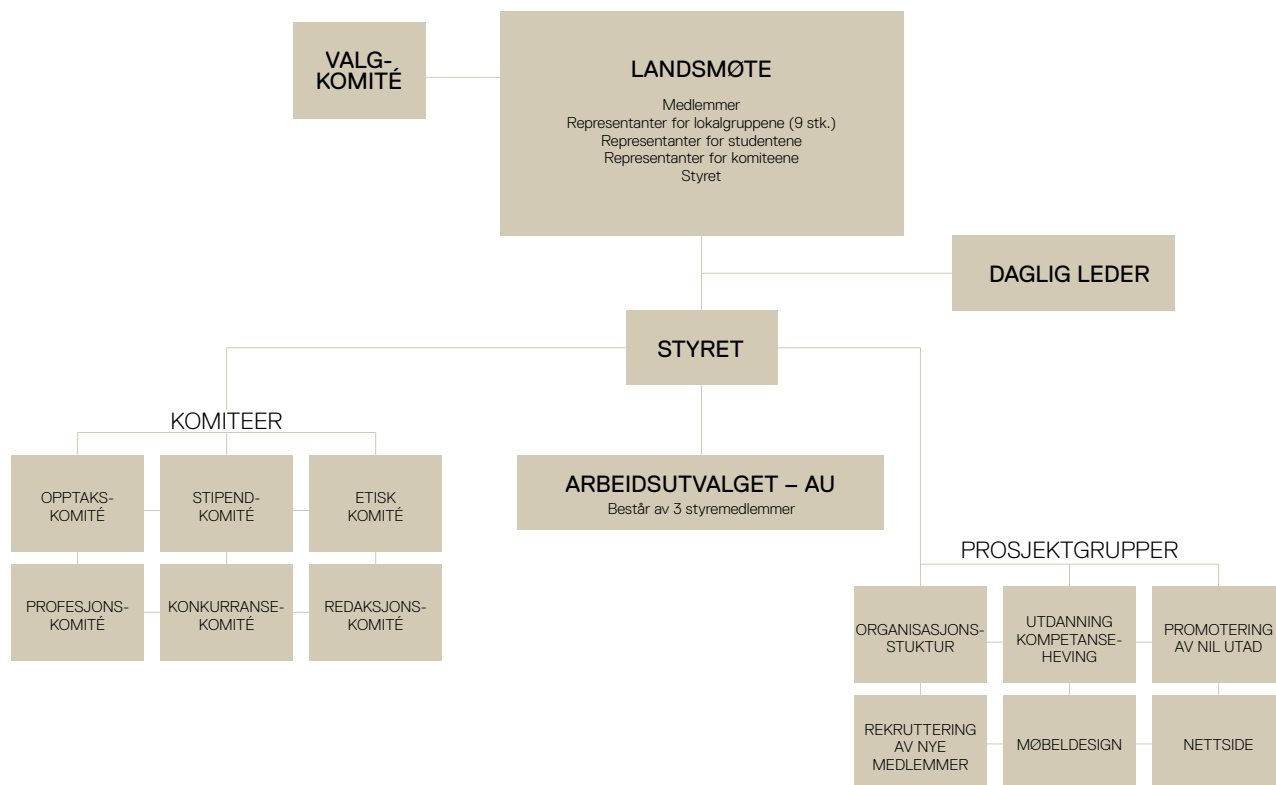 VALG-
KOMITÉ
LANDSMØTE
Medlemmer
Representanter for lokalgruppene (9 stk.)
Representanter for studentene
Representanter for komiteene
Styret
DAGLIG LEDER
STYRET
KOMITEER
OPPTAKS-
KOMITÉ
STIPEND-
KOMITÉ
ETISK
KOMITÉ
PROFESJONS-
KOMITÉ
KONKURRANSE-
KOMITÉ
REDAKSJONS-
KOMITÉ
ARBEIDSUTVALGET – AU
Består av 3 styremedlemmer
PROSJEKTGRUPPER
ORGANISASJONS-
STUKTUR
UTDANNING
KOMPETANSE-
HEVING
PROMOTERING
AV NIL UTAD
REKRUTTERING
AV NYE
MEDLEMMER
MØBELDESIGN
NETTSIDE